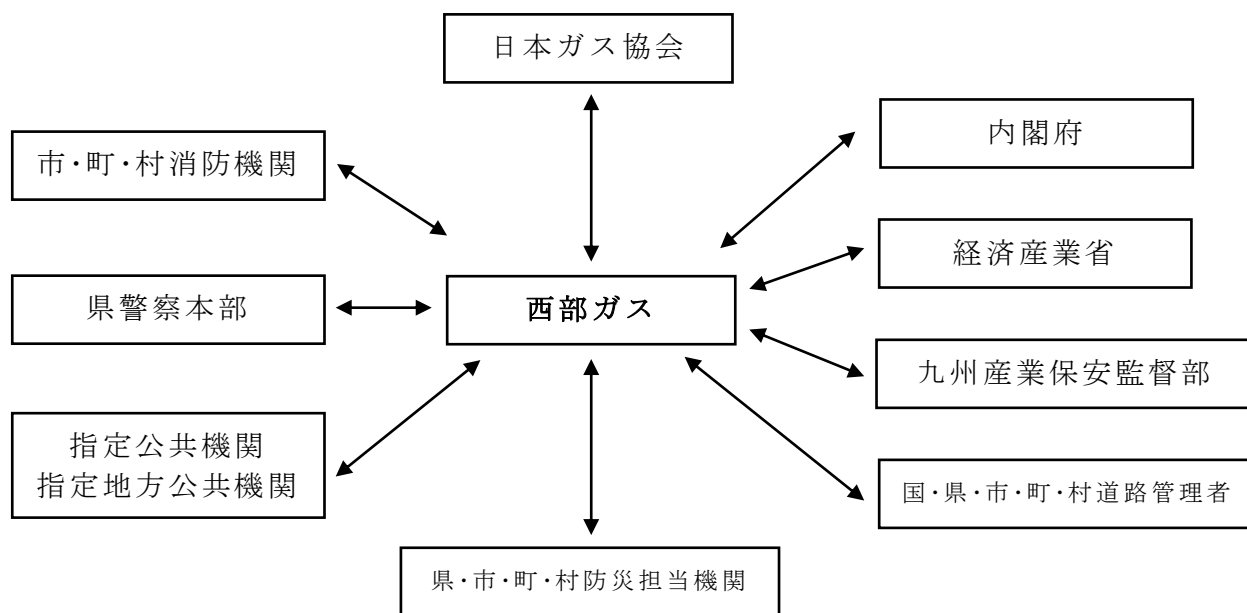 日本ガス協会
市・町・村消防機関
内閣府
経済産業省
県警察本部
西部ガス
九州産業保安監督部
指定公共機関
指定地方公共機関
国・県・市・町・村道路管理者
県・市・町・村防災担当機関